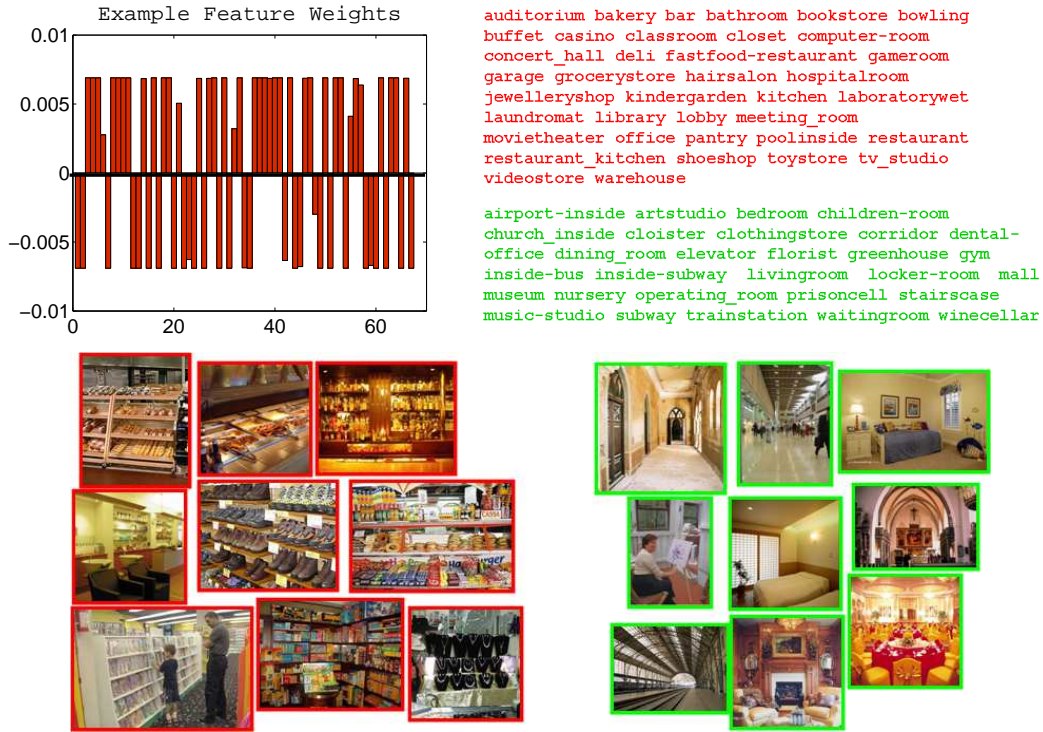 Example Feature Weights
0.01
0.005
0
−0.005
−0.01
0 20 40 60
auditorium bakery bar bathroom bookstore bowling
buffet casino classroom closet computer-room
concert_hall deli fastfood-restaurant gameroom
garage grocerystore hairsalon hospitalroom
jewelleryshop kindergarden kitchen laboratorywet
laundromat library lobby meeting_room
movietheater office pantry poolinside restaurant
restaurant_kitchen shoeshop toystore tv_studio
videostore warehouse
airport-inside artstudio bedroom children-room
church_inside cloister clothingstore corridor dental-
office dining_room elevator florist greenhouse gym
inside-bus inside-subway livingroom locker-room mall
museum nursery operating_room prisoncell stairscase
music-studio subway trainstation waitingroom winecellar